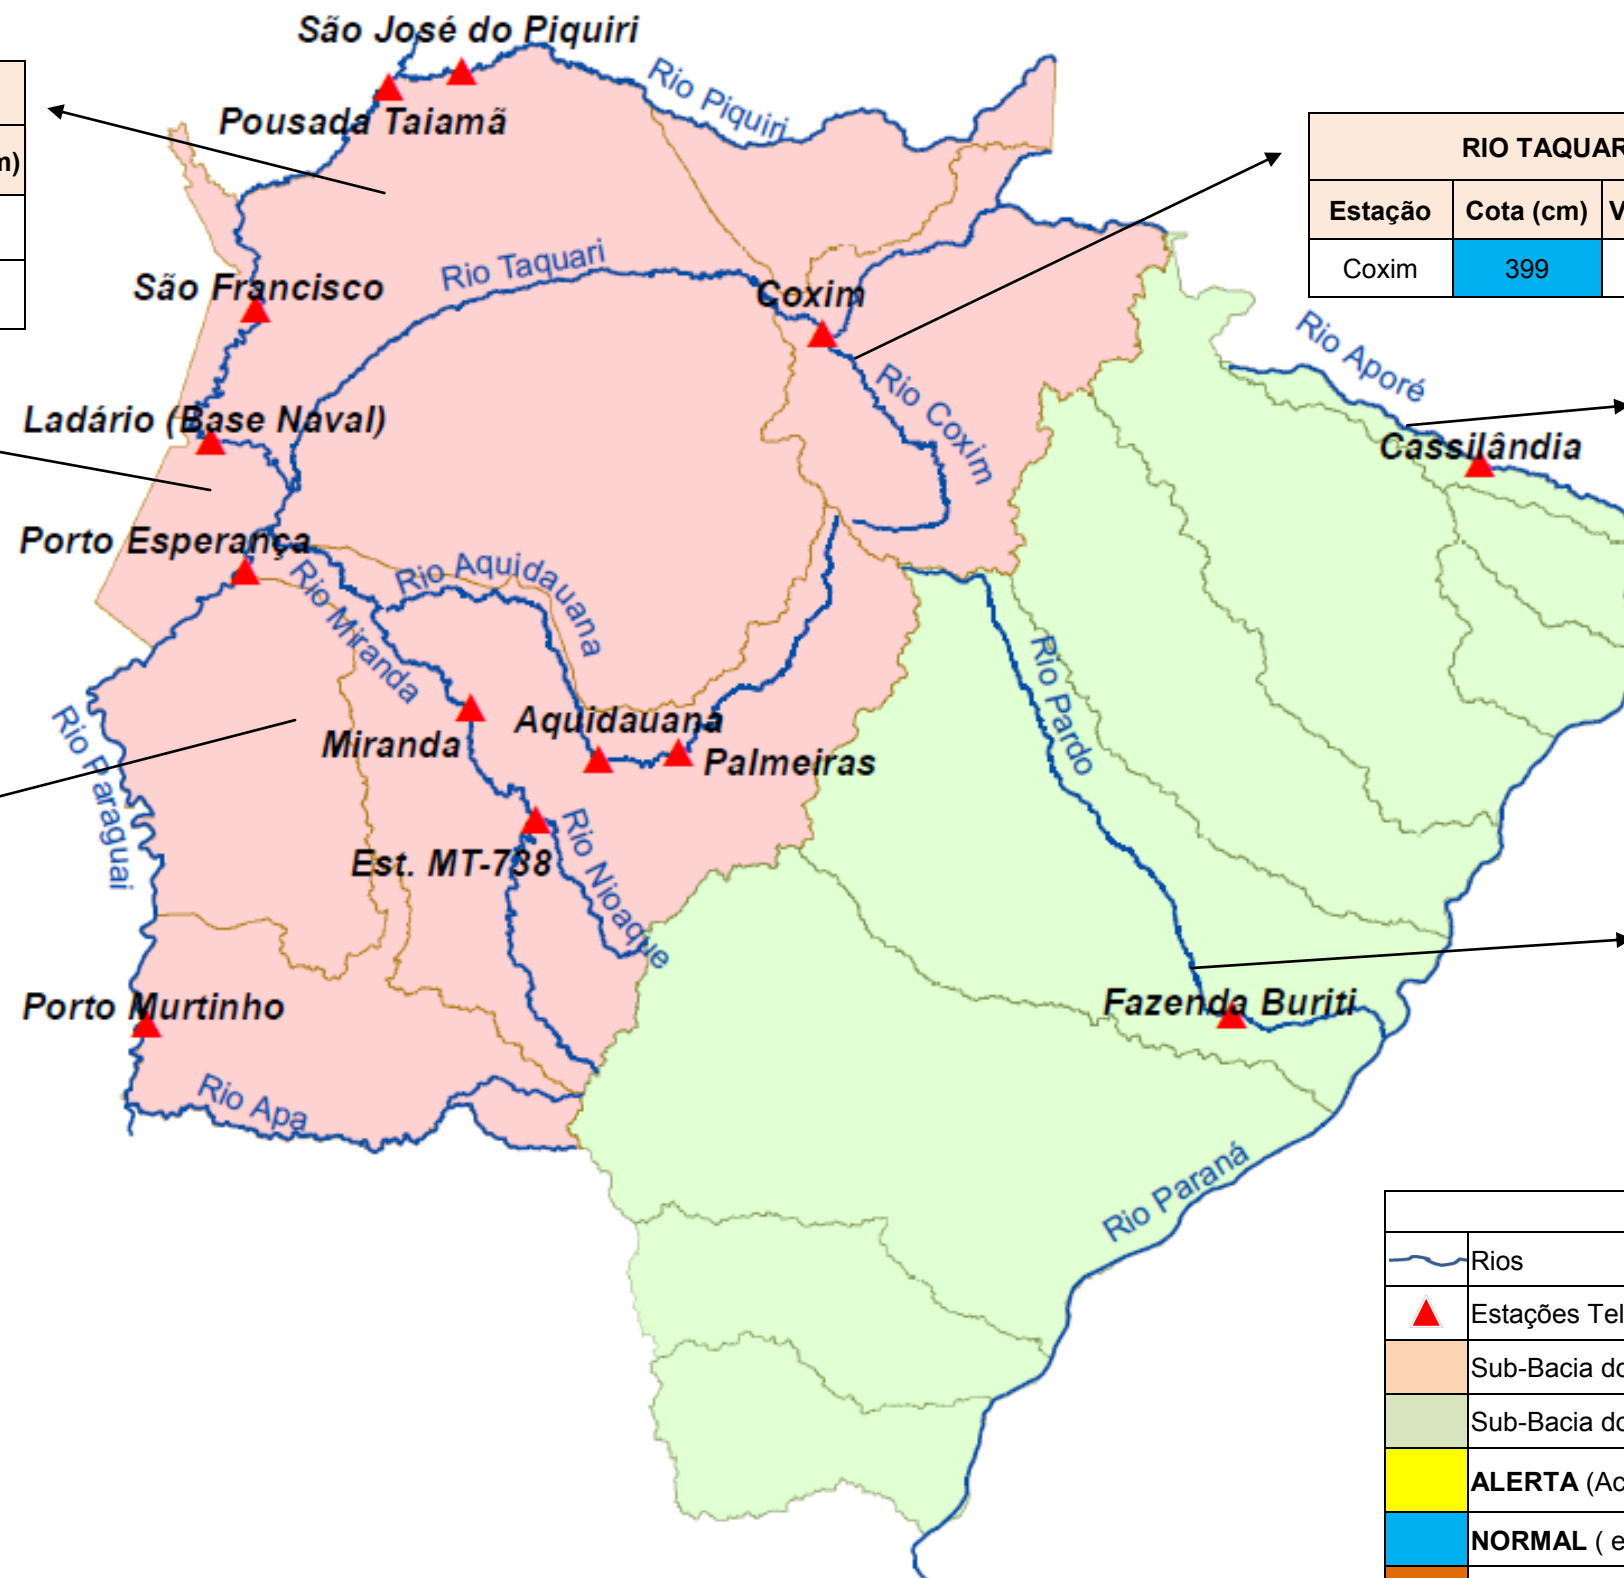 São José do Piquiri
Rio Piquiri
Pousada Taiamã
m)
RIO TAQUAR
Estação Cota (cm) V
Coxim 399
Rio Taquari
São Francisco
Coxim
Rio Aporé
Rio Coxim
Ladário (Base Naval)
Cassilândia
Porto Esperança
Rio Aquidauana
Rio Miranda
Rio Pardo
Rio Paraguai
Aquidauana
Miranda
Palmeiras
Rio Nioaque
Est. MT-738
Porto Murtinho
Fazenda Buriti
Rio Apa
Rio Paraná
Rios
Estações Tel
Sub-Bacia do
Sub-Bacia do
ALERTA (Ac
NORMAL ( e